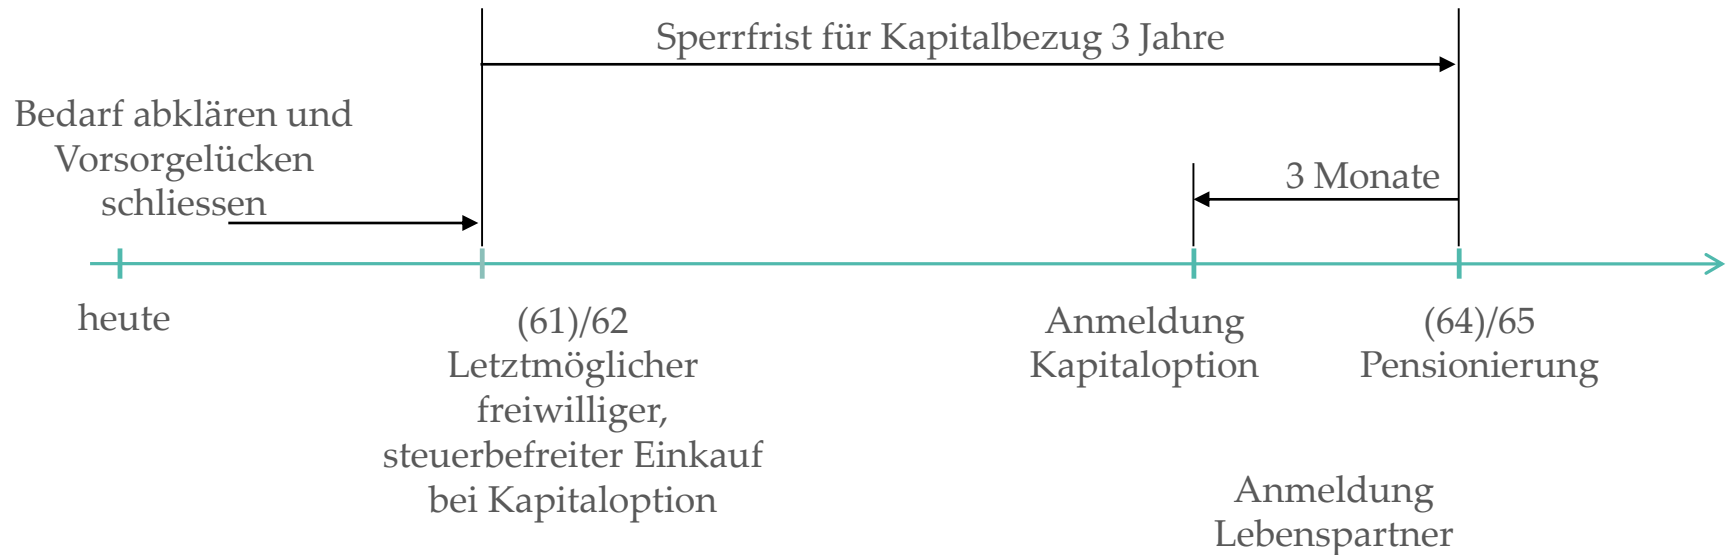 Sperrfrist für Kapitalbezug 3 Jahre
Bedarf abklären und
Vorsorgelücken
schliessen
3 Monate
heute
(61)/62
Letztmöglicher
freiwilliger,
steuerbefreiter Einkauf
bei Kapitaloption
Anmeldung
Kapitaloption
(64)/65
Pensionierung
Anmeldung
Lebenspartner